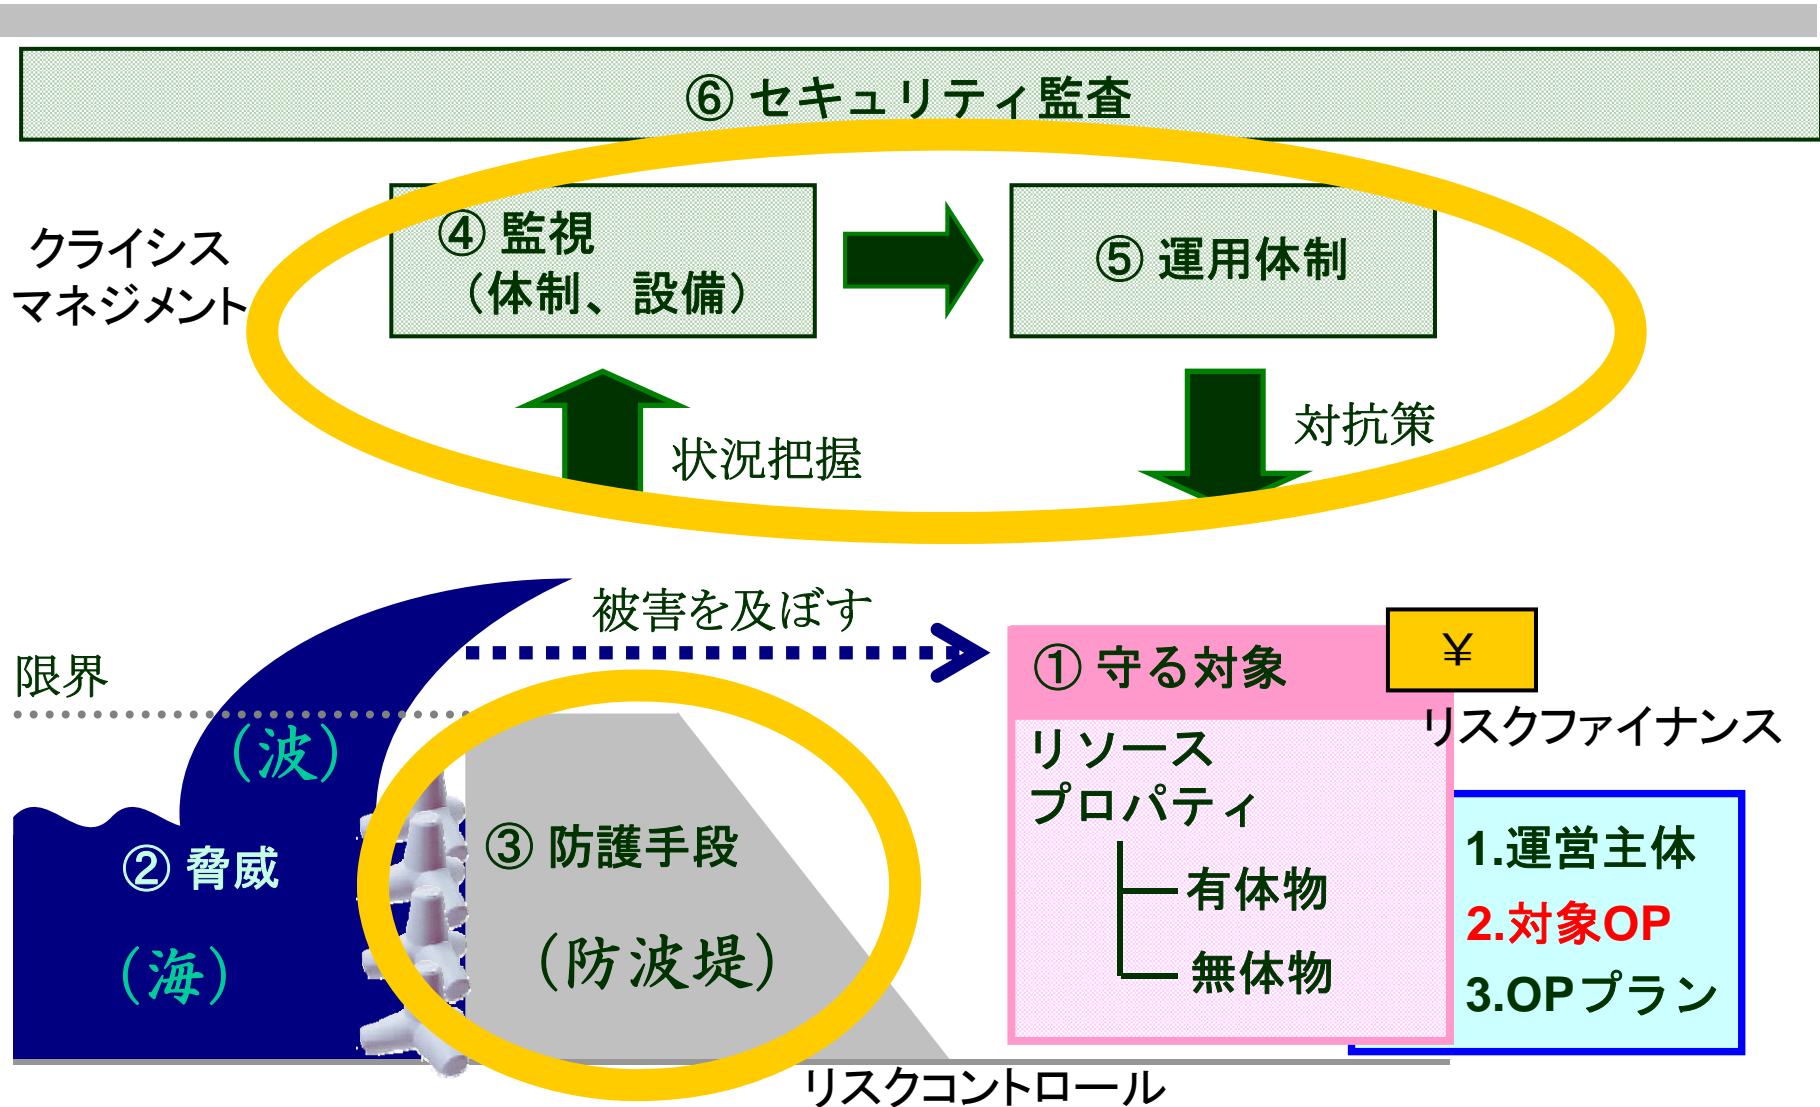 ⑥ セキュリティ監査
クライシス
マネジメント
④ 監視
（体制、設備）
⑤ 運用体制
状況把握
対抗策
被害を及ぼす
限界
（波）
② 脅威
（海）
③ 防護手段
（防波堤）
① 守る対象
￥
リスクファイナンス
リソース
プロパティ
有体物
無体物
1.運営主体
2.対象OP
3.OPプラン
リスクコントロール